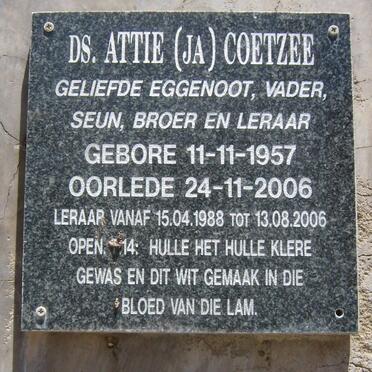 DS. ATTIE (JA) COETZEE
GELIEFDE EGGENOOT, VADER,
SEUN, BROER EN LERAAR
GEBORE 11-11-1957
OORLEDE 24-11-2006
LERAAR VANAF 15.04.1988 TOT 13.08.2006
OPEN. 14: HULLE HET HULLE KLERE
GEWAS EN DIT WIT GEMAAK IN DIE
BLOED VAN DIE LAM.